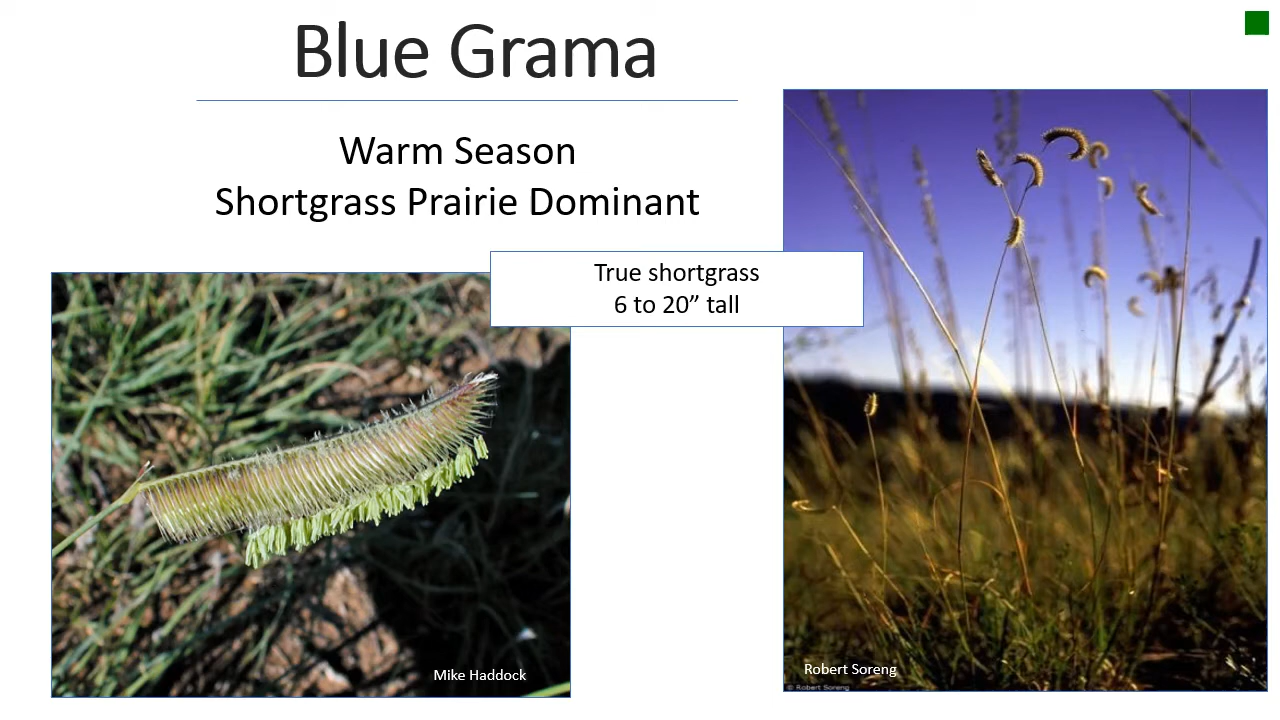 Blue Grama
Warm Season
Shortgrass Prairie Dominant
True shortgrass
6 to 20” tall
Mike Haddock
Robert Soreng
© Robert Soreng